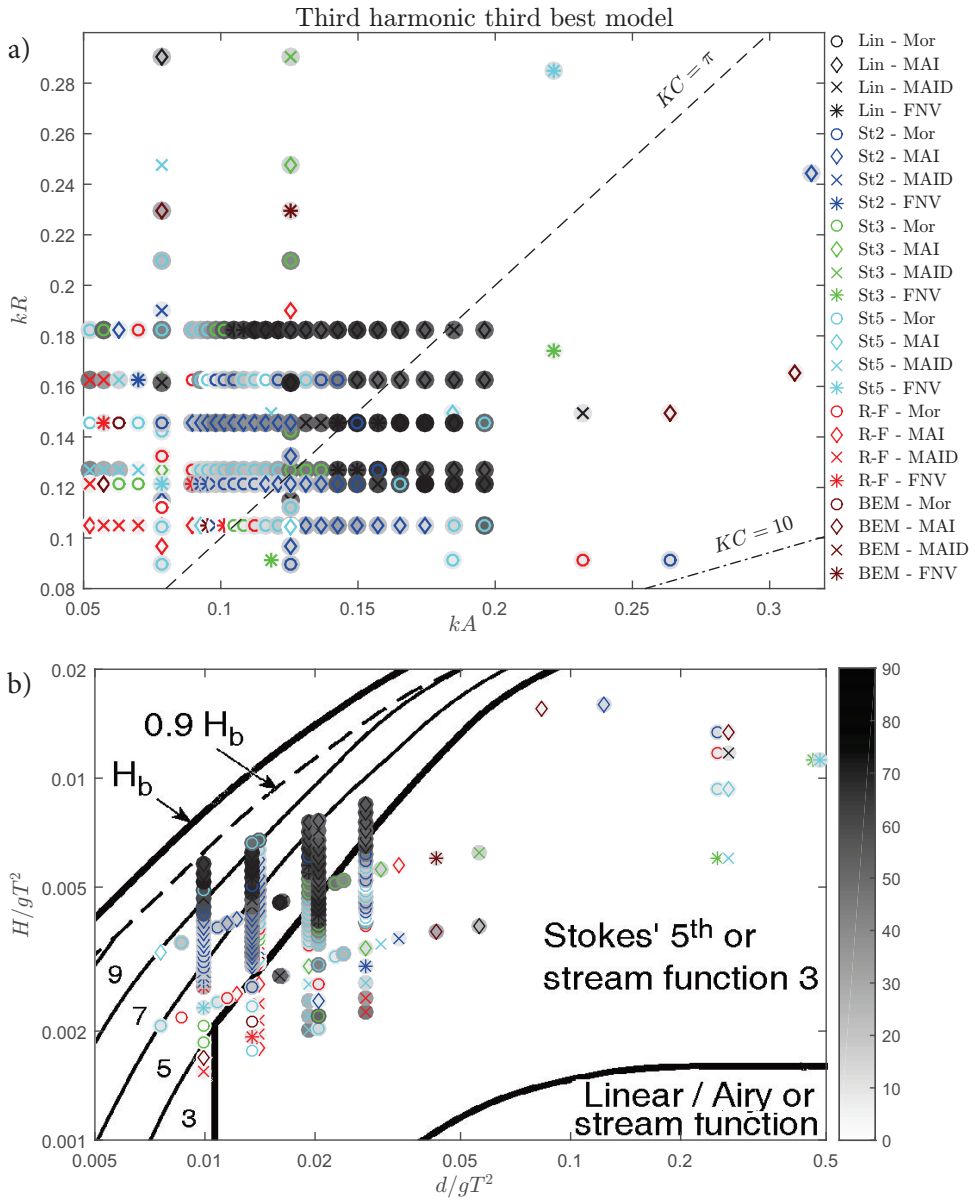 Third harmonic third best model
a)
kR
0.28
0.26
0.24
0.22
0.2
0.18
0.16
0.14
0.12
0.1
0.08
0.05
0.1
0.15
0.2
0.25
0.3
kA
KC = π
KC = 10
Lin - Mor
Lin - MAI
Lin - MAID
Lin - FNV
St2 - Mor
St2 - MAI
St2 - MAID
St2 - FNV
St3 - Mor
St3 - MAI
St3 - MAID
St3 - FNV
St5 - Mor
St5 - MAI
St5 - MAID
St5 - FNV
R-F - Mor
R-F - MAI
R-F - MAID
R-F - FNV
BEM - Mor
BEM - MAI
BEM - MAID
BEM - FNV
b)
H/gT²
0.02
0.01
0.005
0.002
0.001
0.005
0.01
0.02
0.05
0.1
0.2
0.5
d/gT²
0.9 H_b
H_b
9
7
5
3
Stokes' 5th or
stream function 3
Linear / Airy or
stream function
90
80
70
60
50
40
30
20
10
0